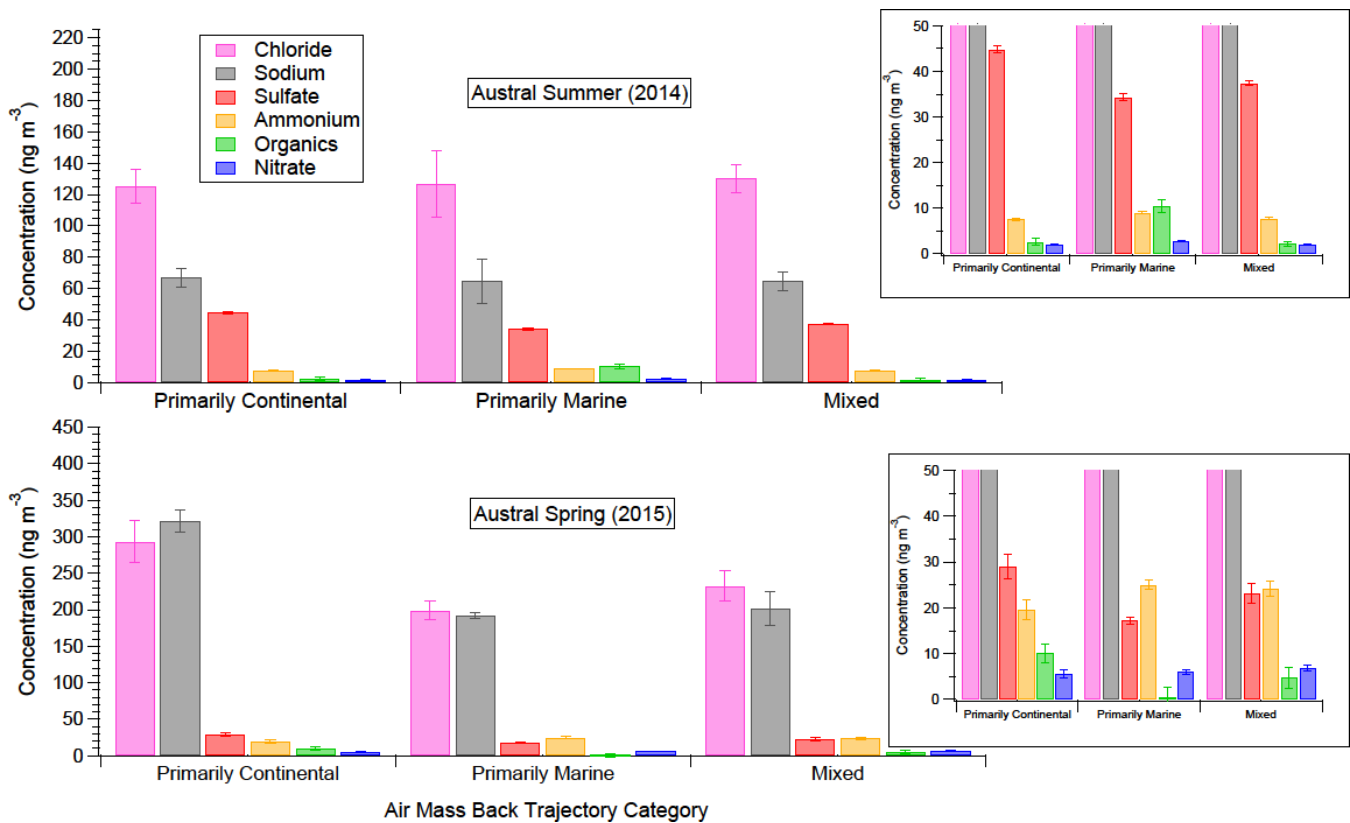 220
200
180
160
140
120
100
80
60
40
20
0
Concentration (ng m⁻³)
Chloride
Sodium
Sulfate
Ammonium
Organics
Nitrate
Austral Summer (2014)
Primarily Continental
Primarily Marine
Mixed
50
40
30
20
10
0
Concentration (ng m⁻³)
Primarily Continental
Primarily Marine
Mixed
450
400
350
300
250
200
150
100
50
0
Concentration (ng m⁻³)
Austral Spring (2015)
Primarily Continental
Primarily Marine
Mixed
50
40
30
20
10
0
Concentration (ng m⁻³)
Primarily Continental
Primarily Marine
Mixed
Air Mass Back Trajectory Category